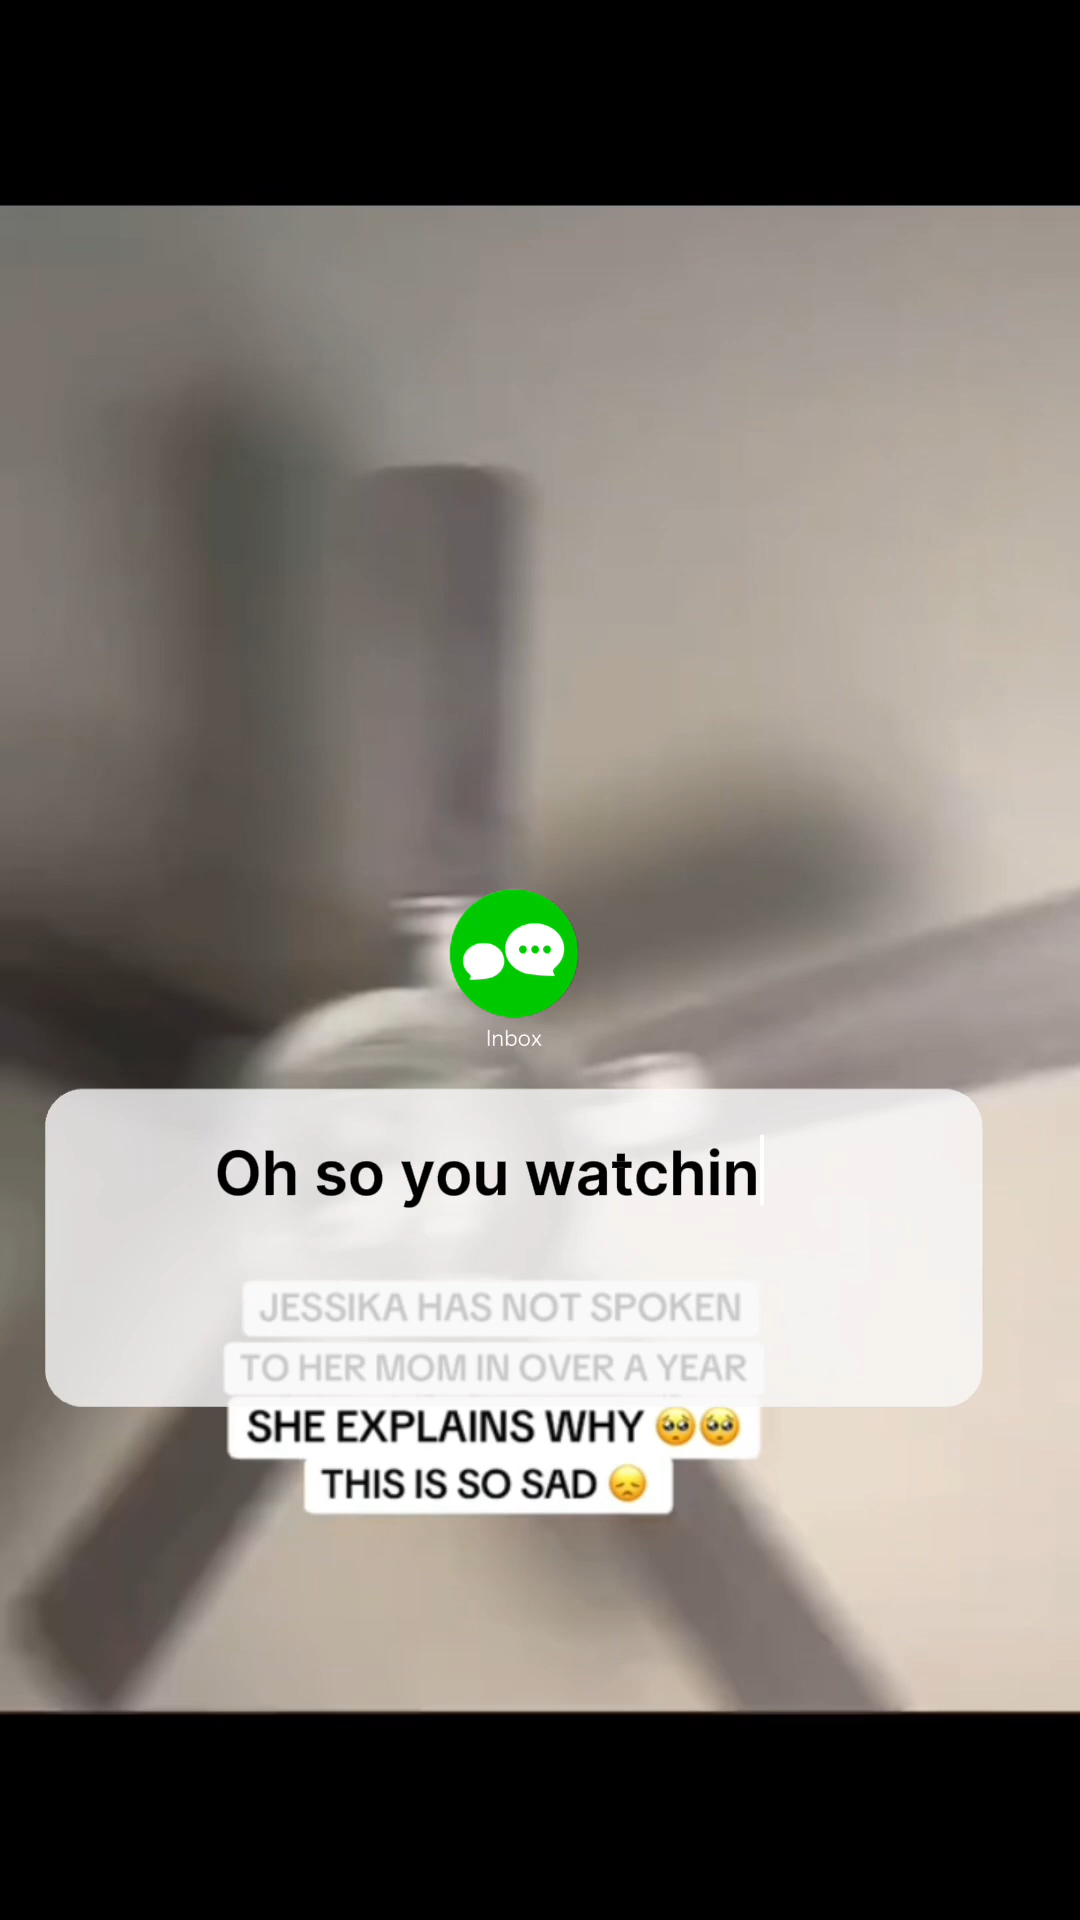 Inbox
Oh so you watchin
JESSIKA HAS NOT SPOKEN
TO HER MOM IN OVER A YEAR
SHE EXPLAINS WHY 🥺🥺
THIS IS SO SAD 😞